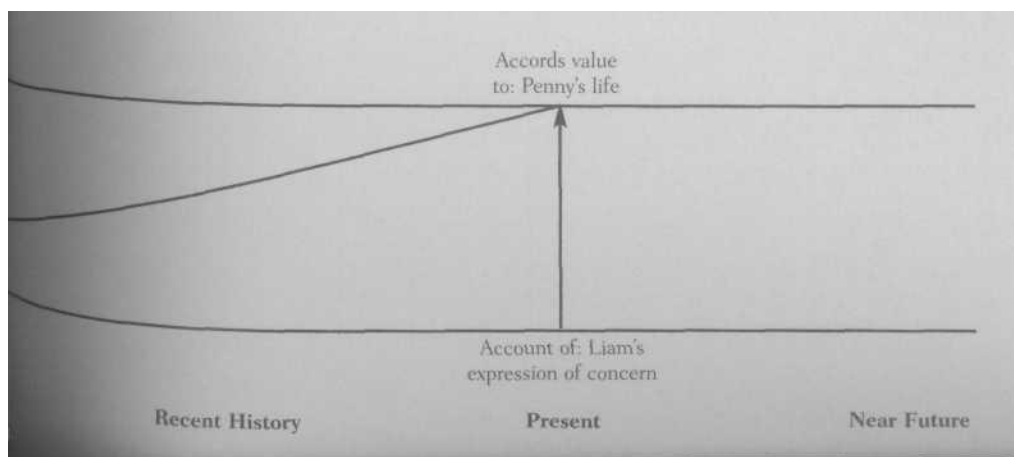 Accords value
to: Penny's life
Account of: Liam's
expression of concern
Recent History
Present
Near Future